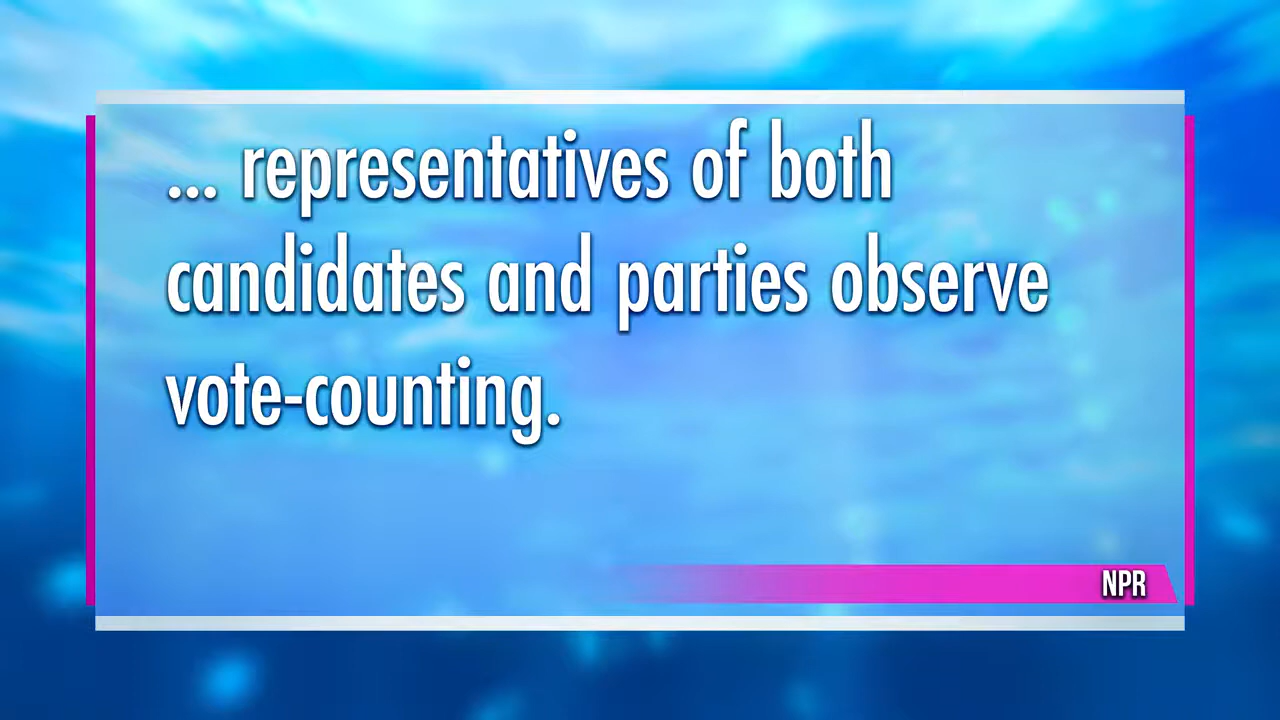 ... representatives of both
candidates and parties observe
vote-counting.
NPR